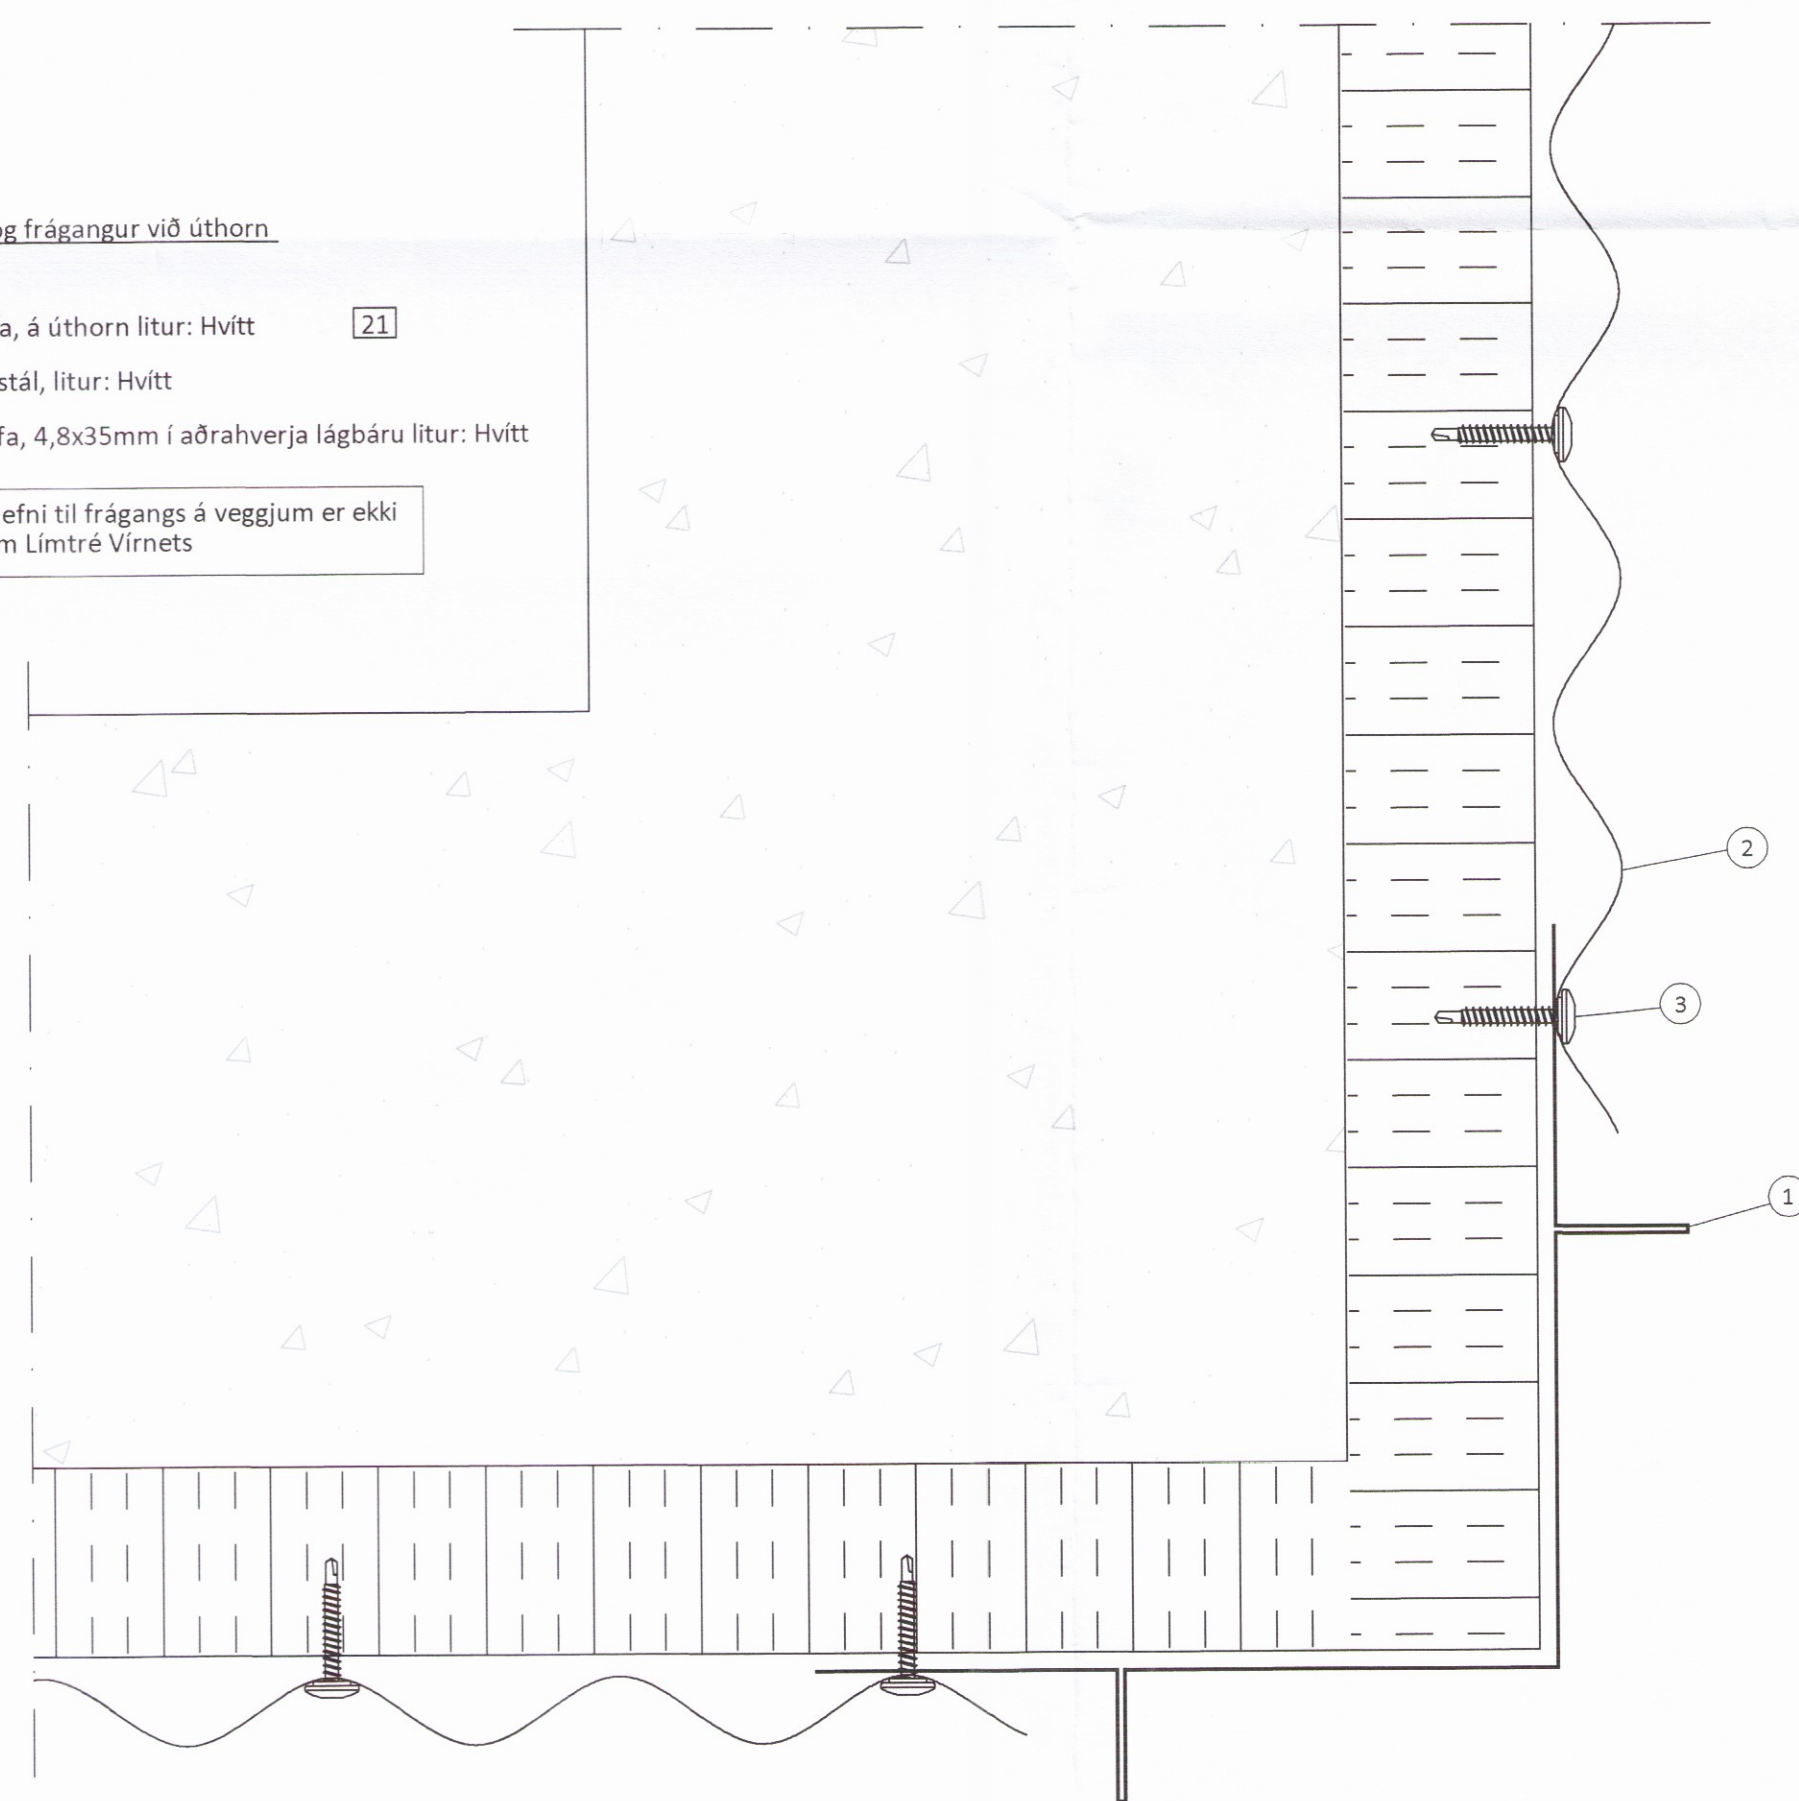 og frágangur við úthorn
a, á úthorn litur: Hvítt 21
stál, litur: Hvítt
fa, 4,8x35mm í aðrahverja lágbáru litur: Hvítt
efni til frágangs á veggjum er ekki
m Límtré Vírnets
2
3
1